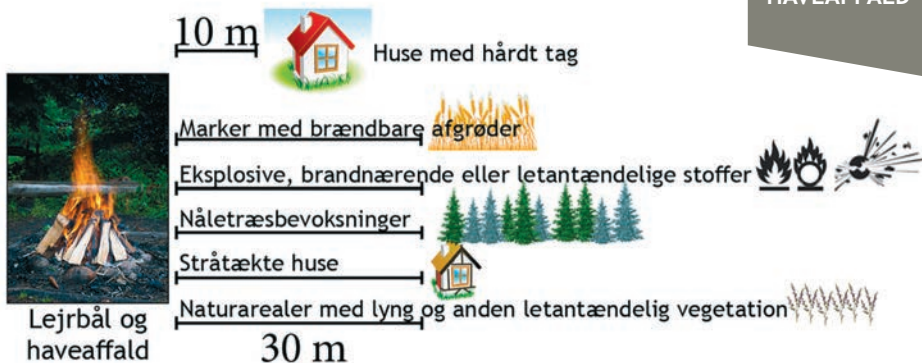 HAVEAFFALD
10 m
Huse med hårdt tag
Marker med brændbare afgrøder
Eksplosive, brandnærende eller letantændelige stoffer
Nåletræsbevoksninger
Stråtækte huse
Naturarealer med lyng og anden letantændelig vegetation
30 m
Lejrbål og
haveaffald